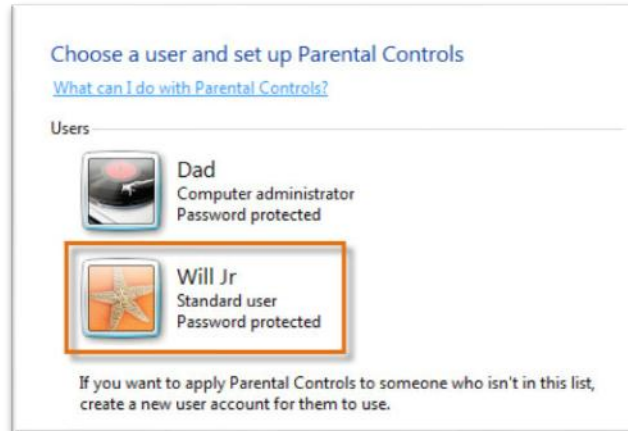 Choose a user and set up Parental Controls
What can I do with Parental Controls?
Users
Dad
Computer administrator
Password protected
Will Jr
Standard user
Password protected
If you want to apply Parental Controls to someone who isn't in this list,
create a new user account for them to use.